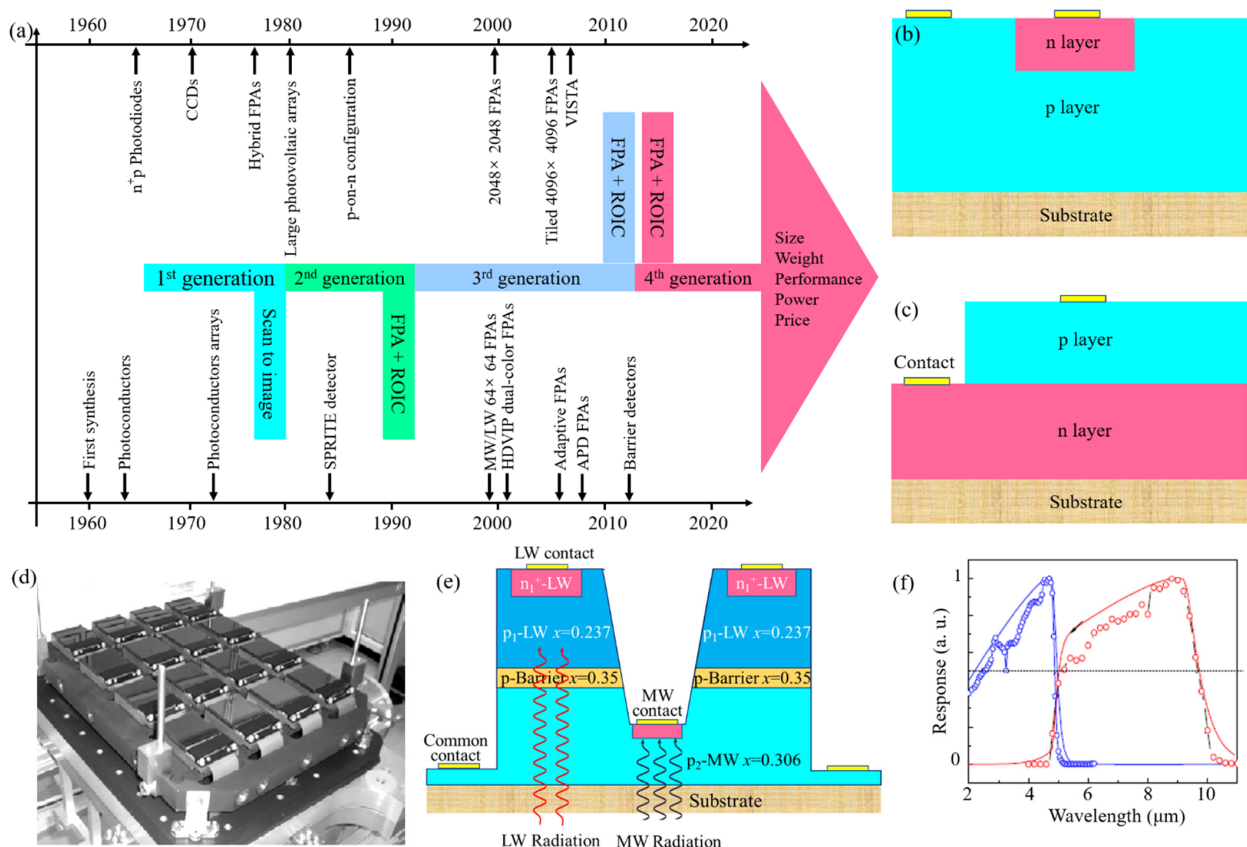 (a)
1960 1970 1980 1990 2000 2010 2020
n⁺p Photodiodes
CCDs
Hybrid FPAs
Large photovoltaic arrays
p-on-n configuration
2048× 2048 FPAs
Tiled 4096× 4096 FPAs
VISTA
FPA + ROIC
FPA + ROIC
1ˢᵗ generation
2ⁿᵈ generation
3ʳᵈ generation
4ᵗʰ generation
Size
Weight
Performance
Power
Price
Scan to image
FPA + ROIC
First synthesis
Photoconductors
Photoconductors arrays
SPRITE detector
MW/LW 64× 64 FPAs
HDVIP dual-color FPAs
Adaptive FPAs
APD FPAs
Barrier detectors
1960 1970 1980 1990 2000 2010 2020
(b)
n layer
p layer
Substrate
(c)
p layer
Contact
n layer
Substrate
(d)
(e)
LW contact
n₁⁺-LW
n₁⁺-LW
p₁-LW x=0.237
p₁-LW x=0.237
p-Barrier x=0.35
p-Barrier x=0.35
MW
contact
Common
contact
p₂-MW x=0.306
Substrate
LW Radiation
MW Radiation
(f)
1
0
Response (a. u.)
2 4 6 8 10
Wavelength (μm)